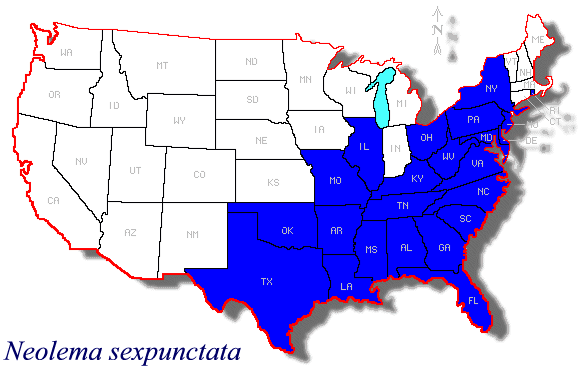 ME
WA
MT
ND
MN
VT
NH
OR
ID
SD
WI
MI
NY
MA
WY
RI
CT
IA
PA
NJ
NE
OH
MD
IL
IN
DE
NV
UT
CO
WV
VA
KS
MO
KY
CA
NC
TN
AZ
NM
OK
AR
SC
MS
AL
GA
TX
LA
FL
N
Neolema sexpunctata